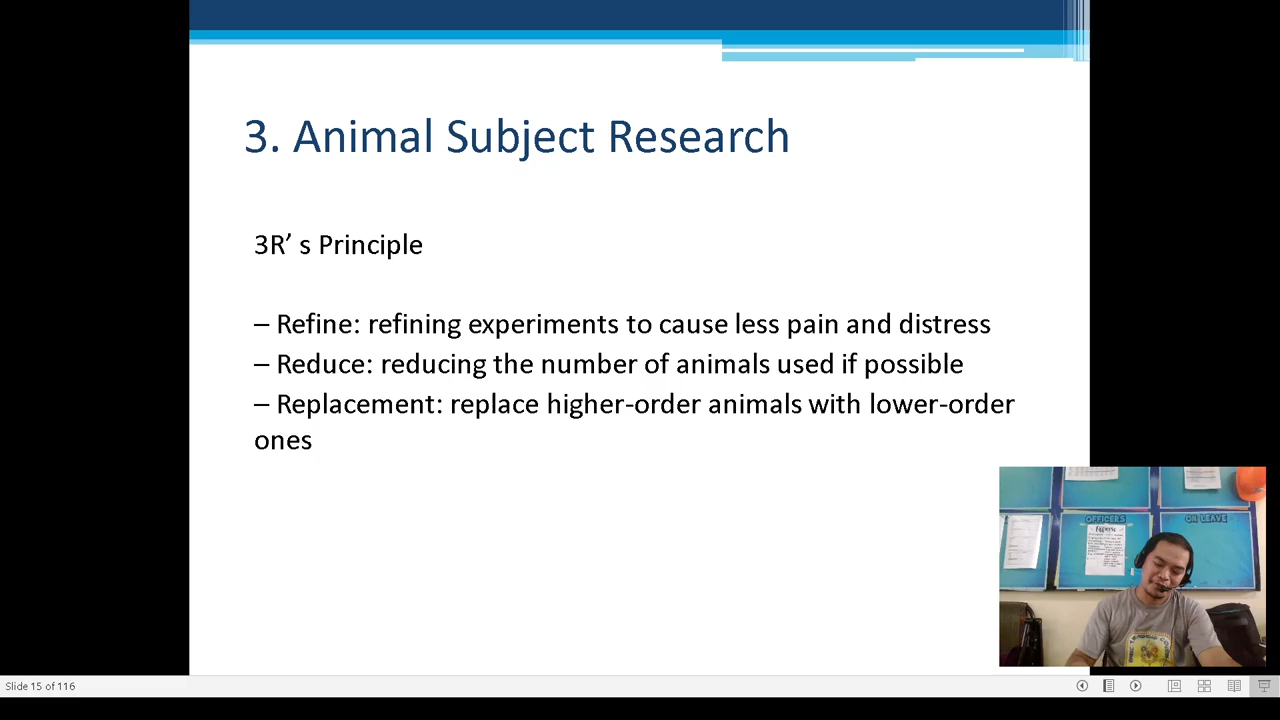 3. Animal Subject Research
3R’ s Principle
– Refine: refining experiments to cause less pain and distress
– Reduce: reducing the number of animals used if possible
– Replacement: replace higher-order animals with lower-order
ones
OFFICERS
ON LEAVE
Slide 15 of 116